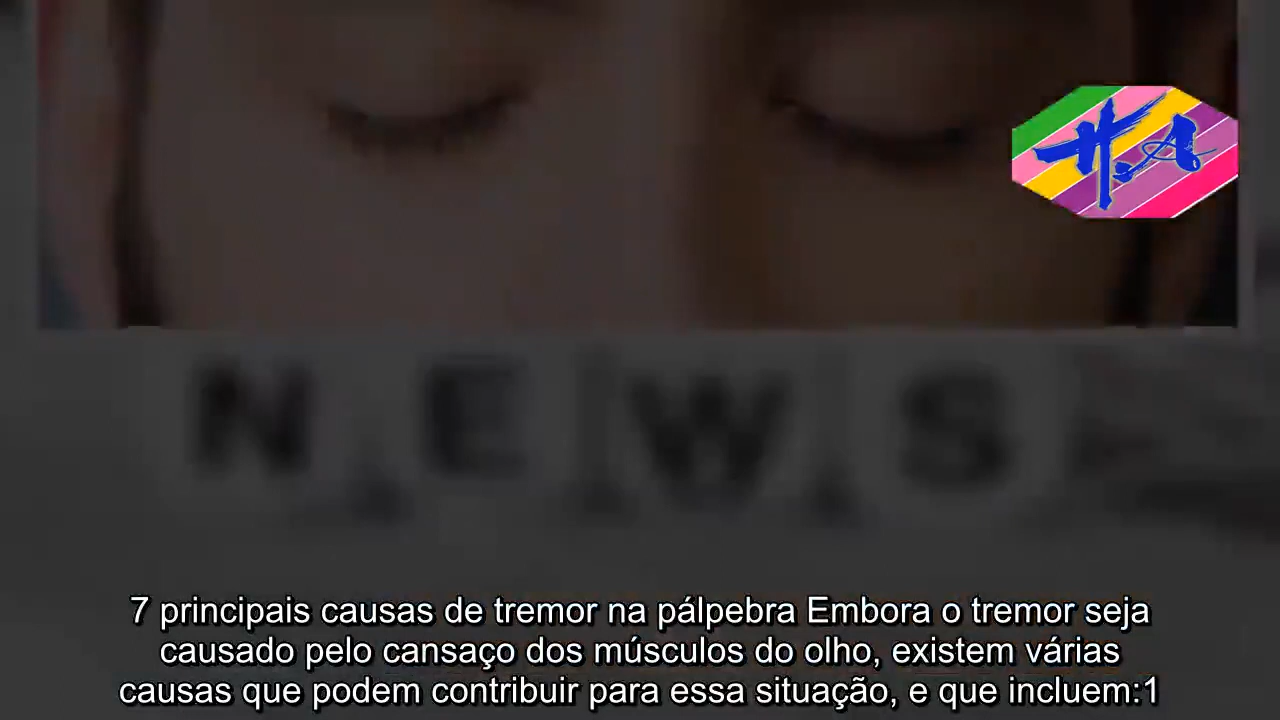 H.A
NEWS
7 principais causas de tremor na pálpebra Embora o tremor seja
causado pelo cansaço dos músculos do olho, existem várias
causas que podem contribuir para essa situação, e que incluem:1